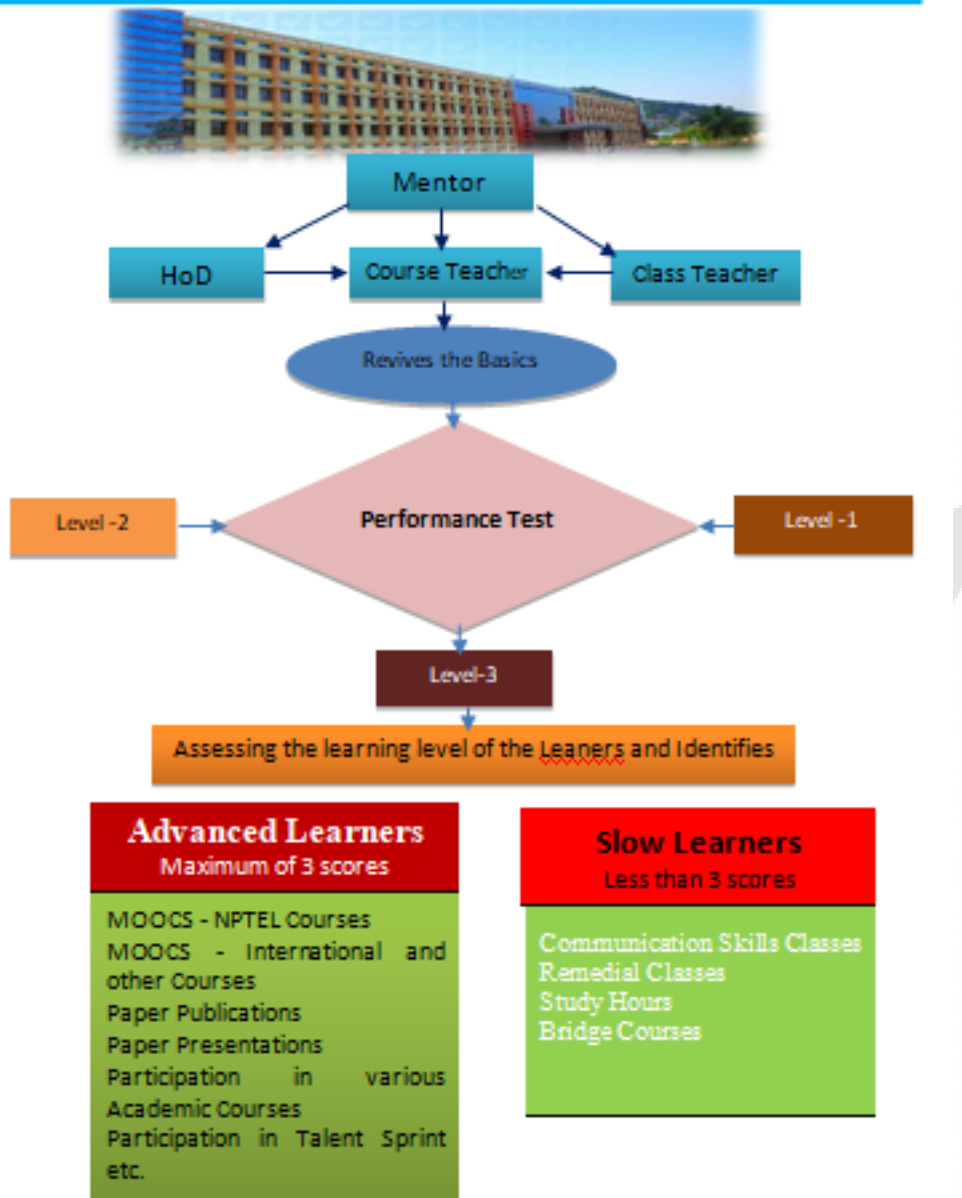 Mentor
HoD
Course Teacher
Class Teacher
Revives the Basics
Level -2
Performance Test
Level -1
Level-3
Assessing the learning level of the Leaners and Identifies
Advanced Learners
Maximum of 3 scores
MOOCS - NPTEL Courses
MOOCS - International and
other Courses
Paper Publications
Paper Presentations
Participation in various
Academic Courses
Participation in Talent Sprint
etc.
Slow Learners
Less than 3 scores
Communication Skills Classes
Remedial Classes
Study Hours
Bridge Courses